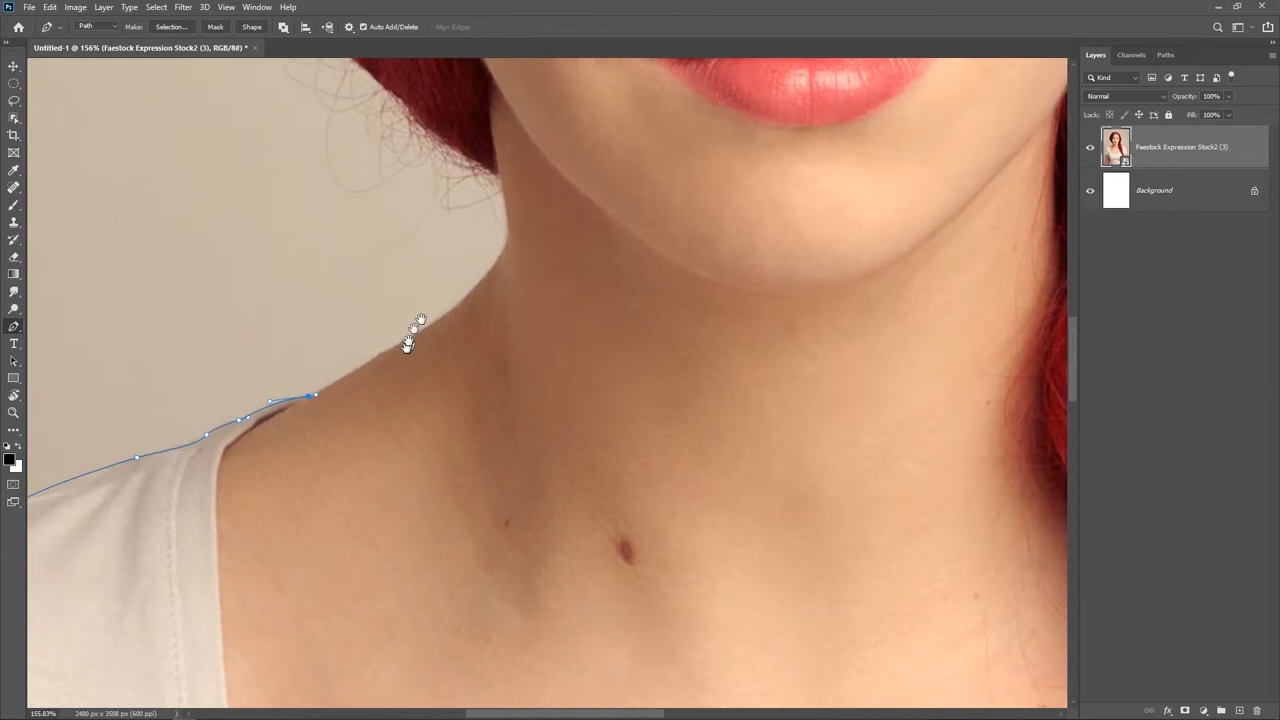 Ps File Edit Image Layer Type Select Filter 3D View Window Help
Path Make: Selection... Mask Shape Auto Add/Delete Align Edges
Untitled-1 @ 156% (Faestock Expression Stock2 (3), RGB/8#) * ×
Layers Channels Paths
Kind
Normal Opacity: 100%
Lock: Fill: 100%
Faestock Expression Stock2 (3)
Background
155.83% 2480 px x 3508 px (600 ppi)